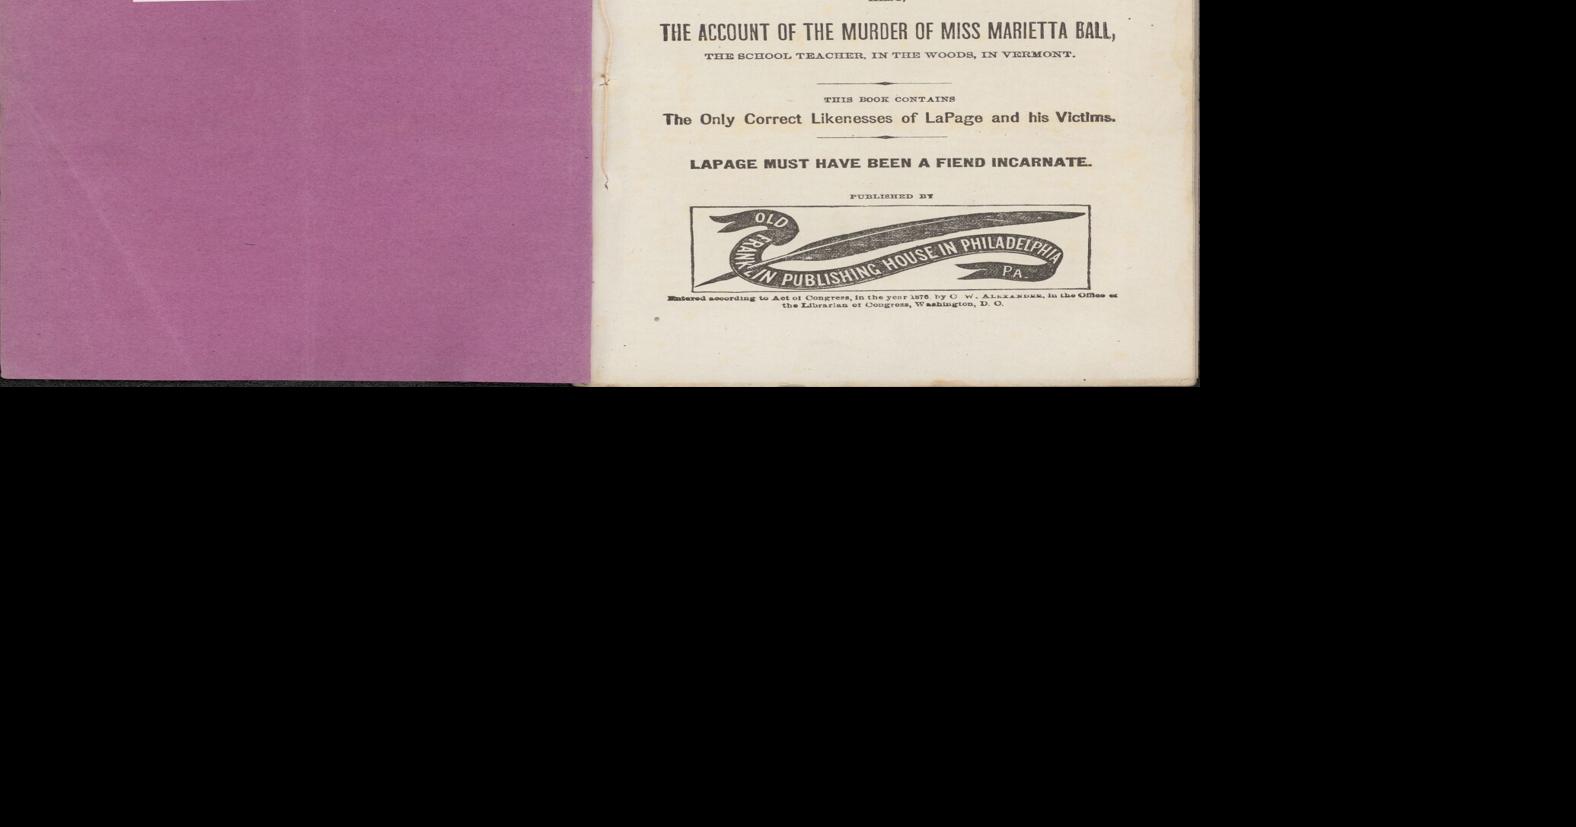 THE ACCOUNT OF THE MURDER OF MISS MARIETTA BALL,
THE SCHOOL TEACHER, IN THE WOODS, IN VERMONT.
THIS BOOK CONTAINS
The Only Correct Likenesses of LaPage and his Victims.
LAPAGE MUST HAVE BEEN A FIEND INCARNATE.
PUBLISHED BY
OLD FRANKLIN PUBLISHING HOUSE IN PHILADELPHIA PA.
Entered according to Act of Congress, in the year 1876, by C. W. ALEXANDER, in the Office of
the Librarian of Congress, Washington, D. C.